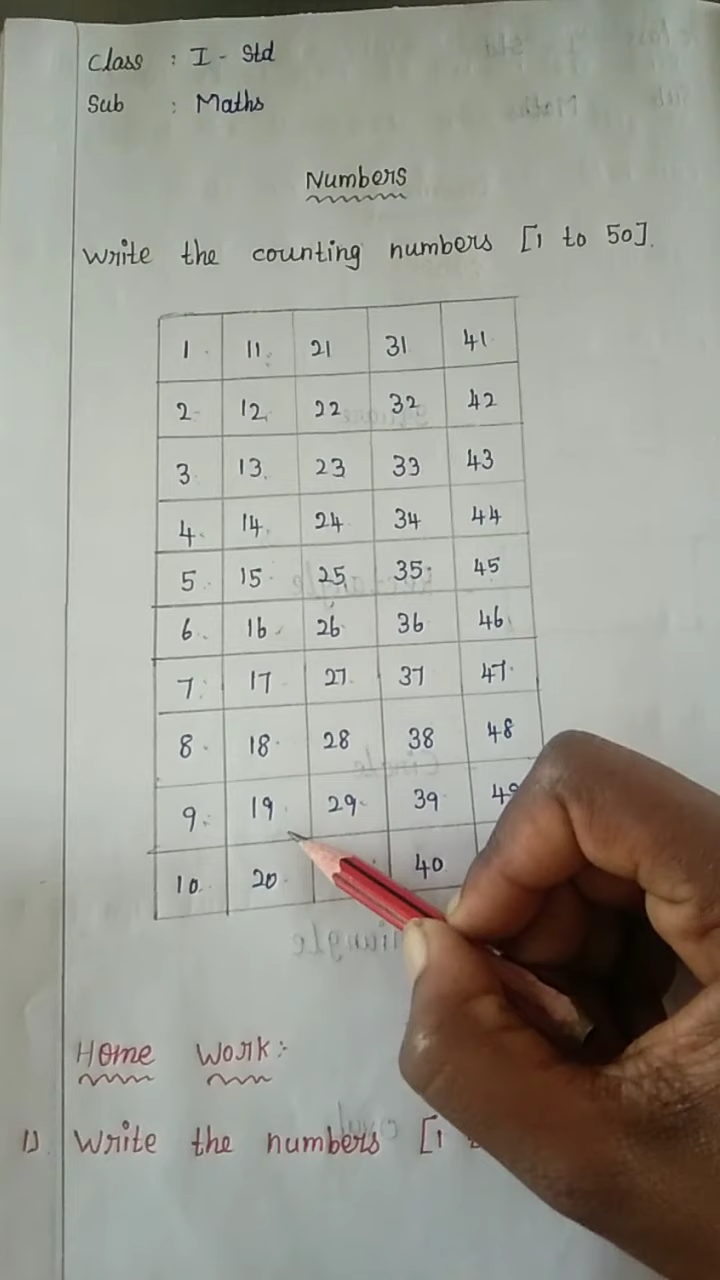 Class : I - Std
Sub : Maths
Numbers
Write the counting numbers [1 to 50].
1 11 21 31 41
2 12 22 32 42
3 13 23 33 43
4 14 24 34 44
5 15 25 35 45
6 16 26 36 46
7 17 27 37 47
8 18 28 38 48
9 19 29 39 49
10 20 40
Home Work:-
1) Write the numbers [1